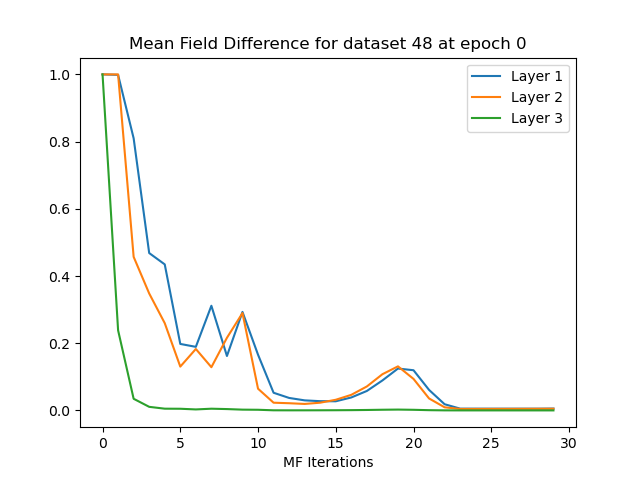 Mean Field Difference for dataset 48 at epoch 0
Layer 1
Layer 2
Layer 3
1.0
0.8
0.6
0.4
0.2
0.0
0 5 10 15 20 25 30
MF Iterations